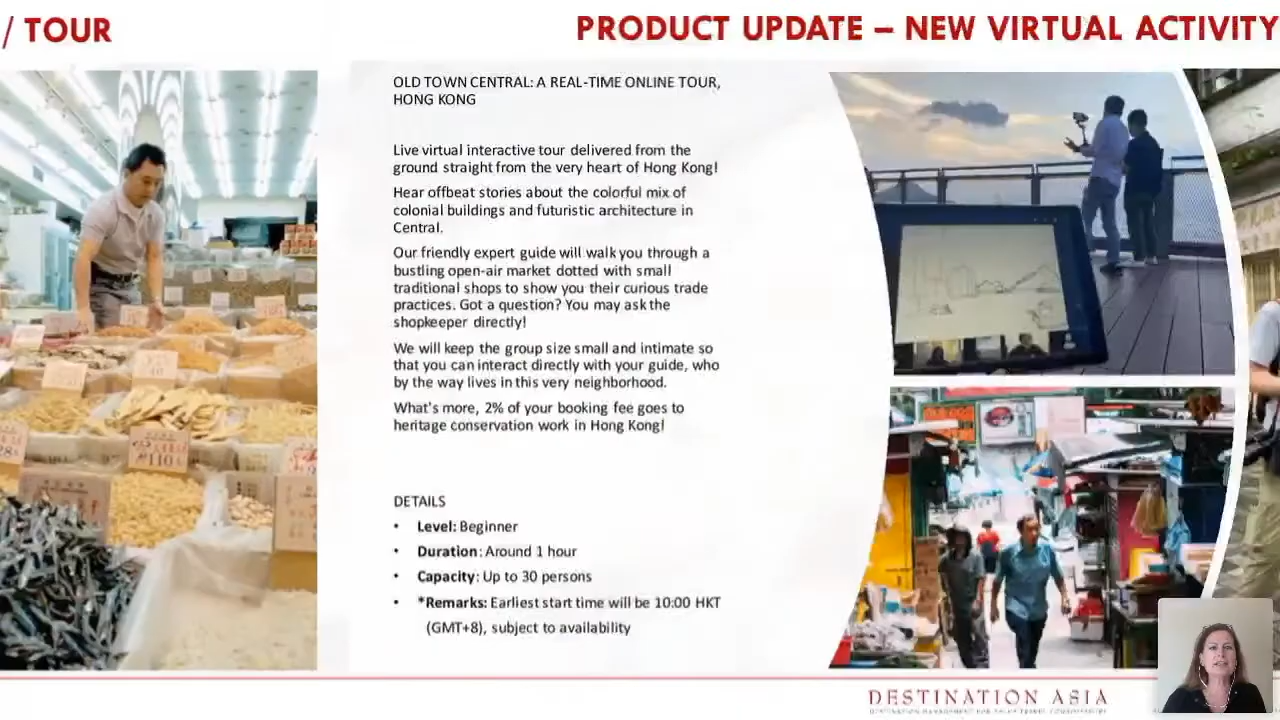 / TOUR
PRODUCT UPDATE – NEW VIRTUAL ACTIVITY
OLD TOWN CENTRAL: A REAL-TIME ONLINE TOUR,
HONG KONG
Live virtual interactive tour delivered from the
ground straight from the very heart of Hong Kong!
Hear offbeat stories about the colorful mix of
colonial buildings and futuristic architecture in
Central.
Our friendly expert guide will walk you through a
bustling open-air market dotted with small
traditional shops to show you their curious trade
practices. Got a question? You may ask the
shopkeeper directly!
We will keep the group size small and intimate so
that you can interact directly with your guide, who
by the way lives in this very neighborhood.
What's more, 2% of your booking fee goes to
heritage conservation work in Hong Kong!
DETAILS
• Level: Beginner
• Duration: Around 1 hour
• Capacity: Up to 30 persons
• *Remarks: Earliest start time will be 10:00 HKT
(GMT+8), subject to availability
DESTINATION ASIA